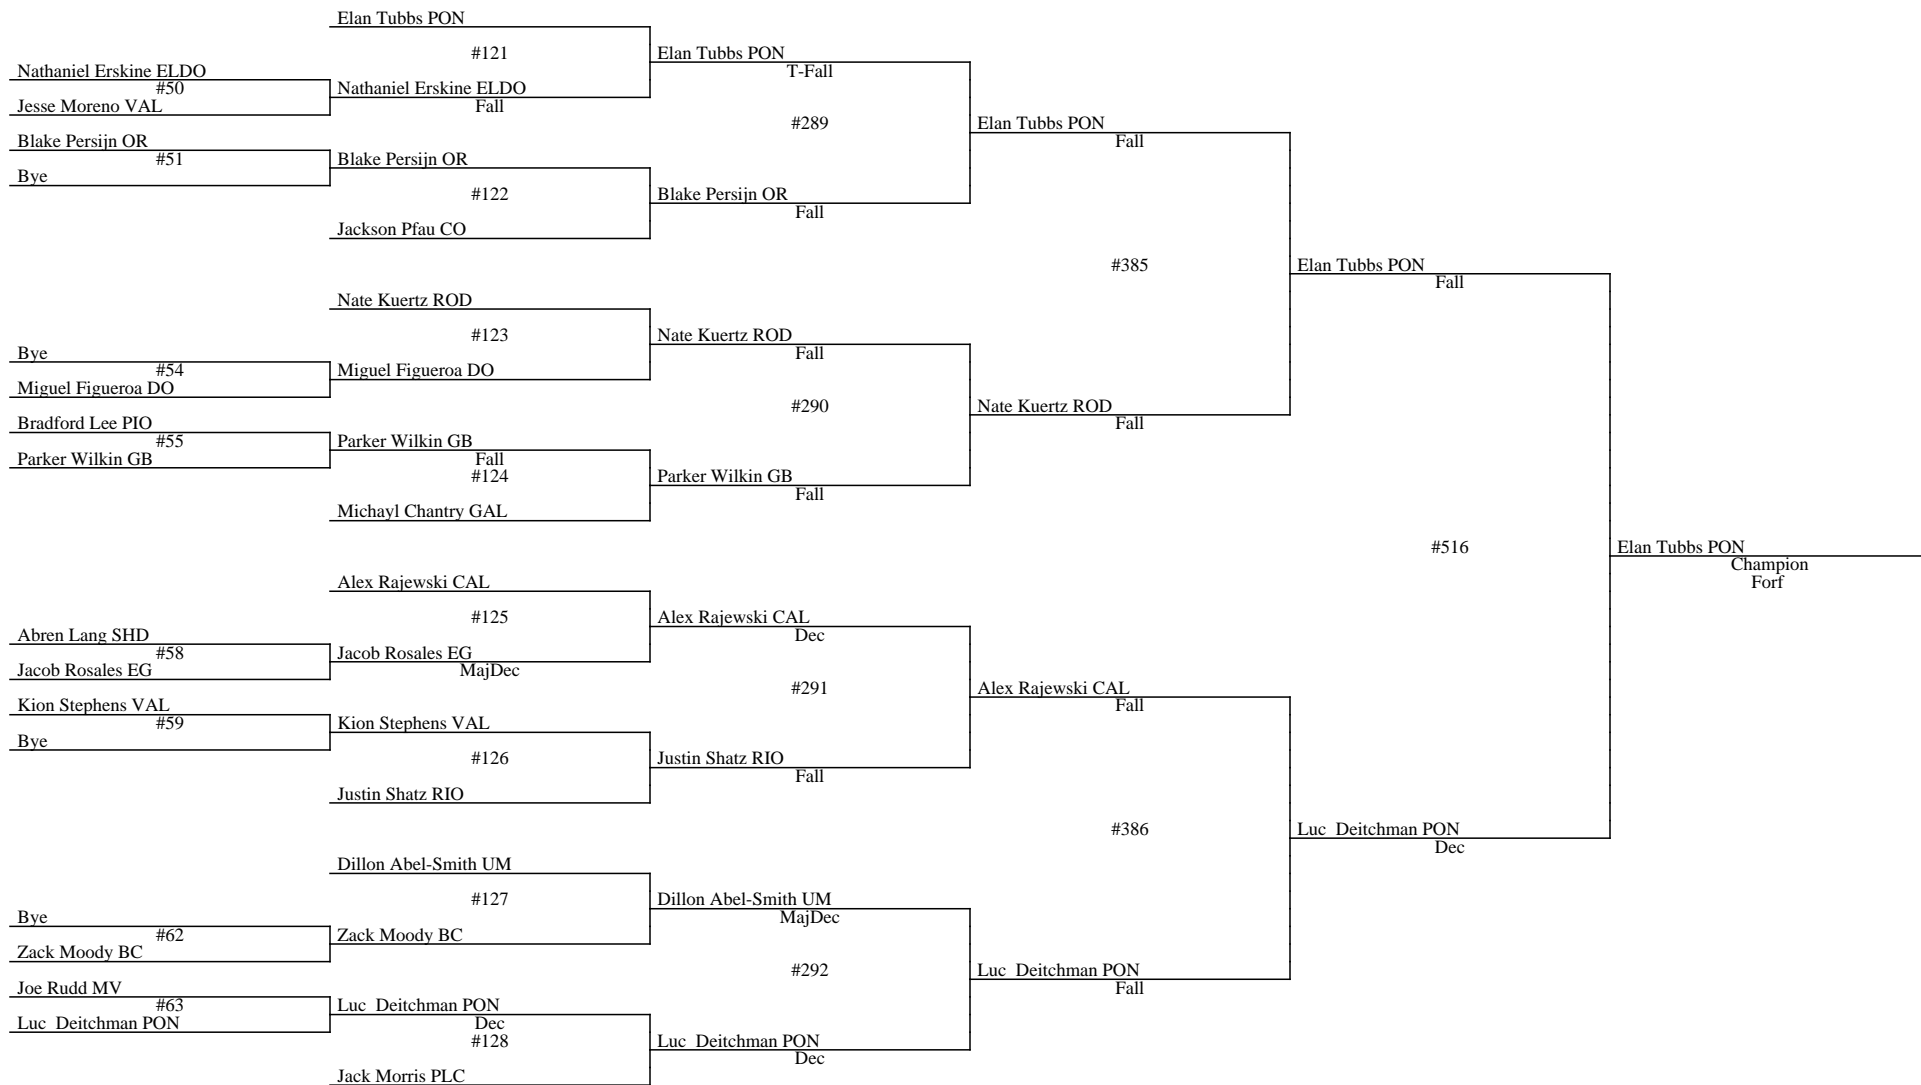 Elan Tubbs PON
#121
Elan Tubbs PON
T-Fall
Nathaniel Erskine ELDO
#50
Nathaniel Erskine ELDO
Fall
Jesse Moreno VAL
#289
Elan Tubbs PON
Fall
Blake Persijn OR
#51
Blake Persijn OR
Bye
#122
Blake Persijn OR
Fall
Jackson Pfau CO
#385
Elan Tubbs PON
Fall
Nate Kuertz ROD
#123
Nate Kuertz ROD
Fall
Bye
#54
Miguel Figueroa DO
Miguel Figueroa DO
#290
Nate Kuertz ROD
Fall
Bradford Lee PIO
#55
Parker Wilkin GB
Fall
Parker Wilkin GB
#124
Parker Wilkin GB
Fall
Michayl Chantry GAL
#516
Elan Tubbs PON
Champion
Forf
Alex Rajewski CAL
#125
Alex Rajewski CAL
Dec
Abren Lang SHD
#58
Jacob Rosales EG
MajDec
Jacob Rosales EG
#291
Alex Rajewski CAL
Fall
Kion Stephens VAL
#59
Kion Stephens VAL
Bye
#126
Justin Shatz RIO
Fall
Justin Shatz RIO
#386
Luc Deitchman PON
Dec
Dillon Abel-Smith UM
#127
Dillon Abel-Smith UM
MajDec
Bye
#62
Zack Moody BC
Zack Moody BC
#292
Luc Deitchman PON
Fall
Joe Rudd MV
#63
Luc Deitchman PON
Dec
Luc Deitchman PON
#128
Luc Deitchman PON
Dec
Jack Morris PLC